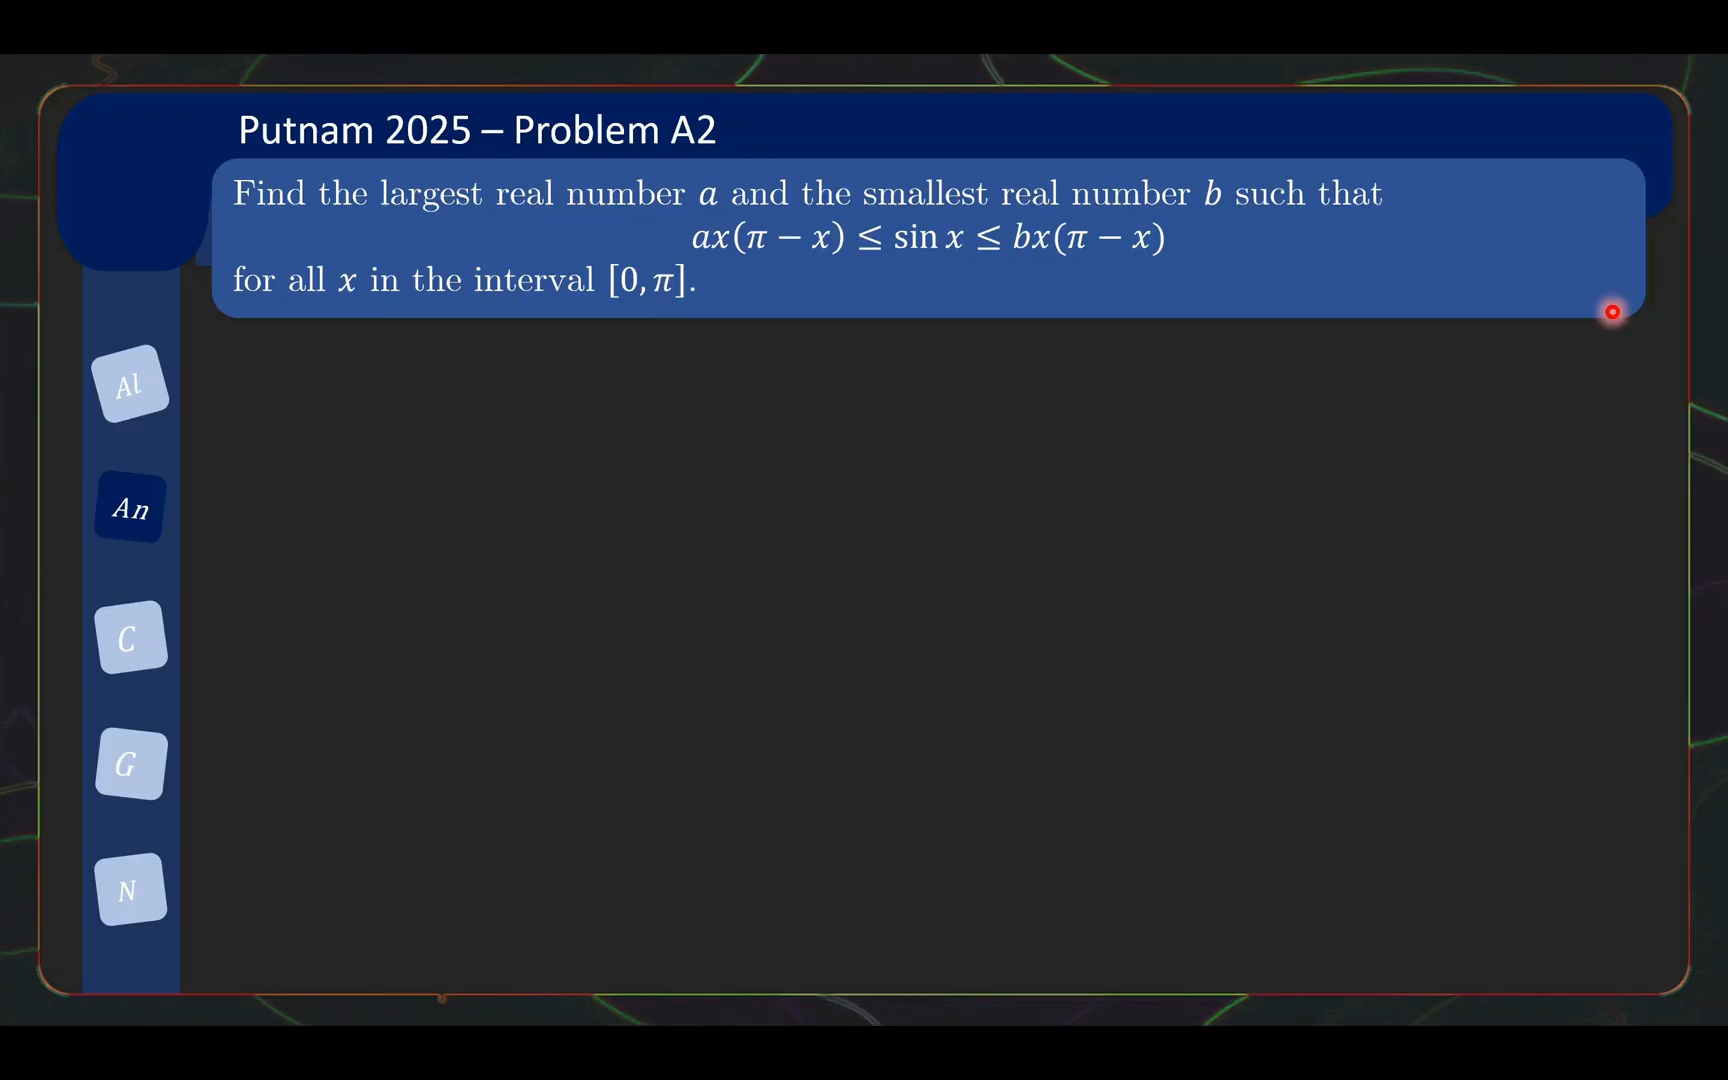 Putnam 2025 – Problem A2
Find the largest real number a and the smallest real number b such that
ax(π − x) ≤ sin x ≤ bx(π − x)
for all x in the interval [0, π].
Al
An
C
G
N